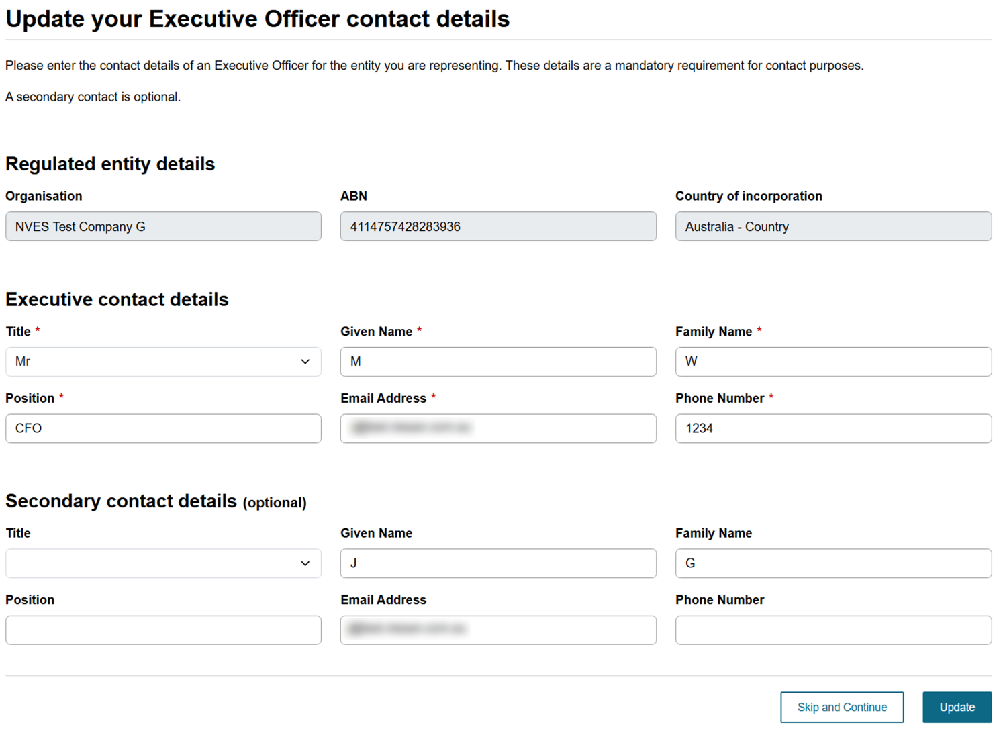 Update your Executive Officer contact details
Please enter the contact details of an Executive Officer for the entity you are representing. These details are a mandatory requirement for contact purposes.
A secondary contact is optional.
Regulated entity details
Organisation ABN Country of incorporation
NVES Test Company G 4114757428283936 Australia - Country
Executive contact details
Title * Given Name * Family Name *
Mr M W
Position * Email Address * Phone Number *
CFO 1234
Secondary contact details (optional)
Title Given Name Family Name
J G
Position Email Address Phone Number
Skip and Continue Update